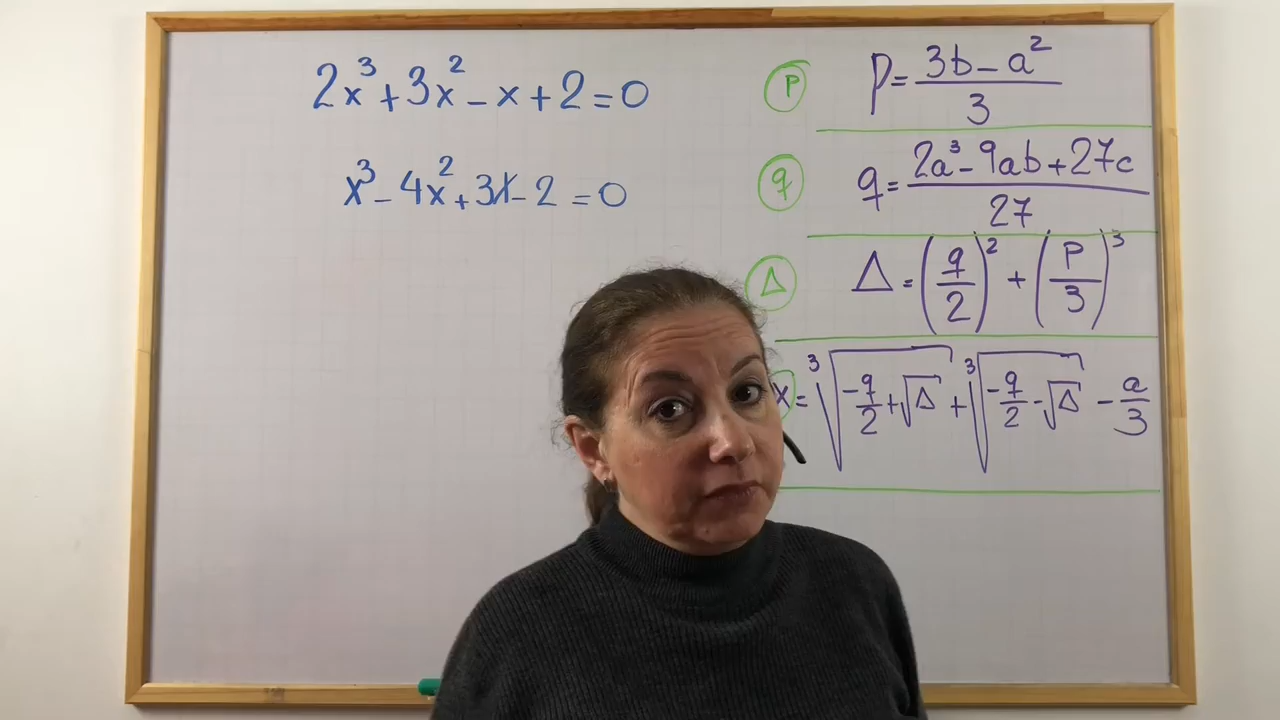 2x³+3x²-x+2=0
x³-4x²+3x-2=0
p p=(3b-a²)/3
q q=(2a³-9ab+27c)/27
Δ Δ=(q/2)²+(p/3)³
x=∛(-q/2+√Δ)+∛(-q/2-√Δ)-a/3